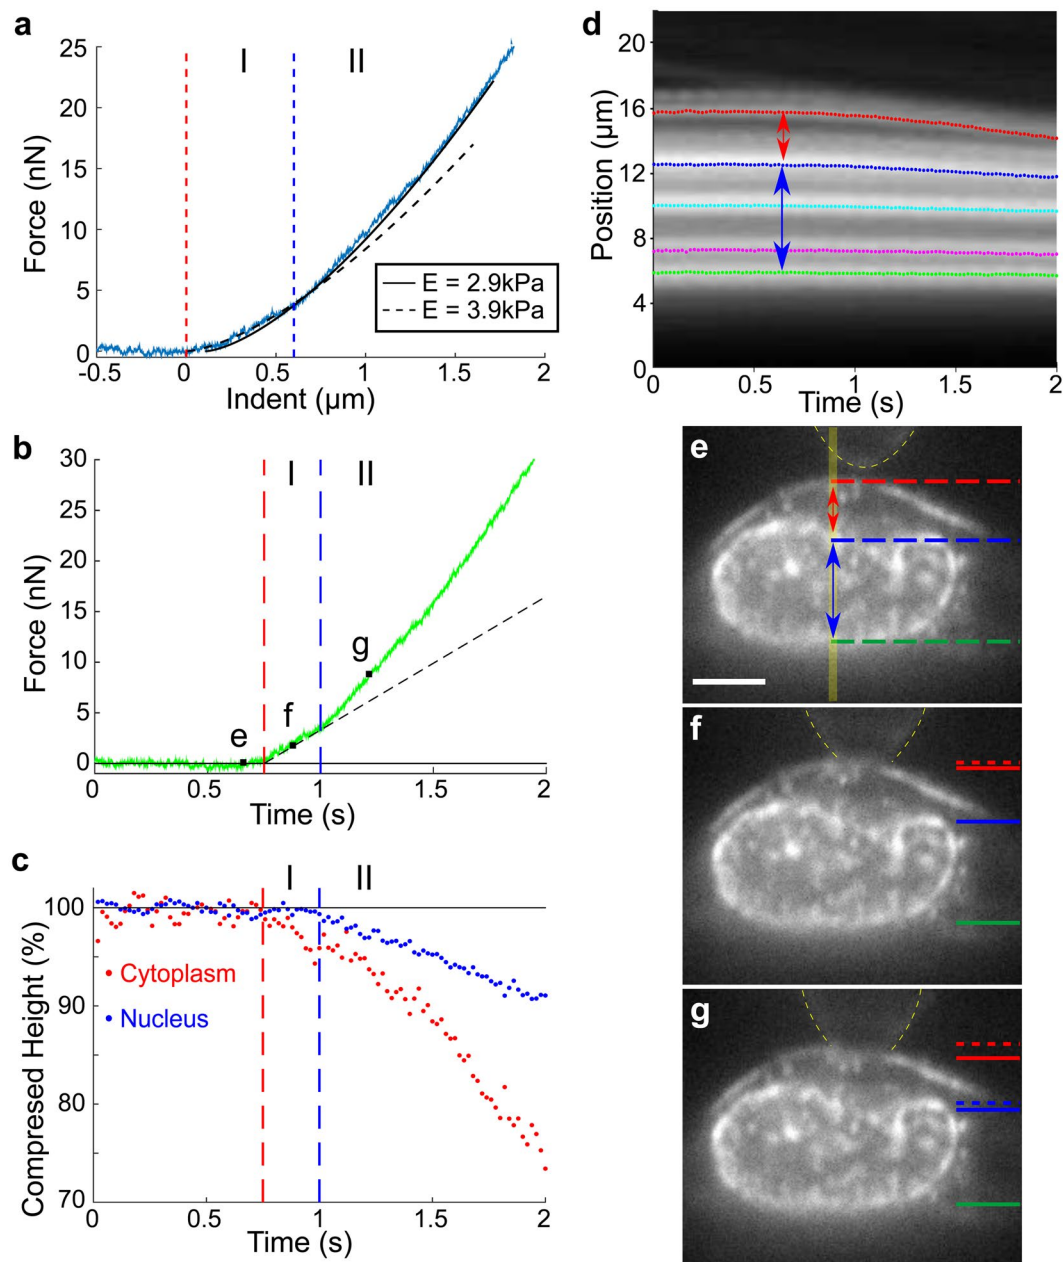 a
I
II
25
20
15
10
5
0
Force (nN)
E = 2.9kPa
E = 3.9kPa
-0.5
0
0.5
1
1.5
2
Indent (µm)
b
I
II
30
25
20
15
10
5
0
Force (nN)
e
f
g
0
0.5
1
1.5
2
Time (s)
c
I
II
100
90
80
70
Compresed Height (%)
Cytoplasm
Nucleus
0
0.5
1
1.5
2
Time (s)
d
20
16
12
8
4
0
Position (µm)
0
0.5
1
1.5
2
Time (s)
e
f
g